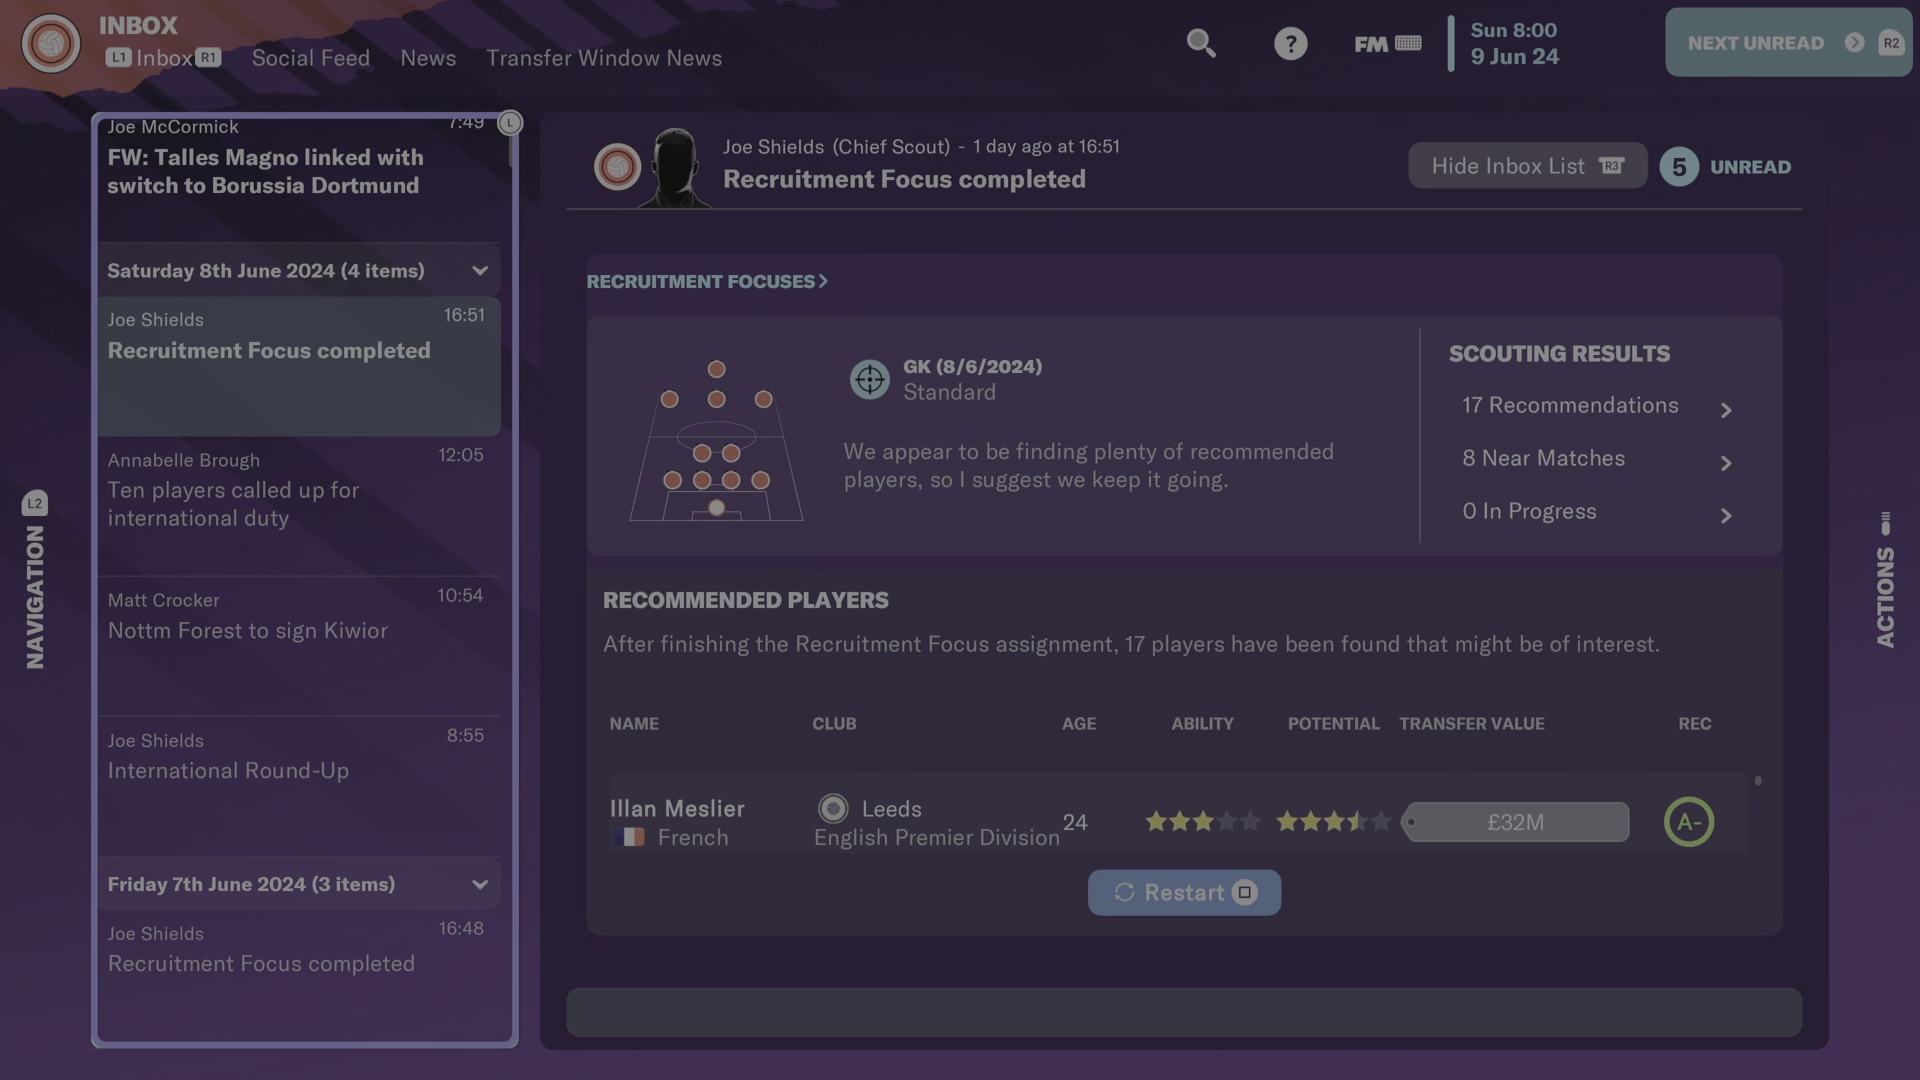 INBOX
L1 Inbox R1 Social Feed News Transfer Window News
? FM
Sun 8:00
9 Jun 24
NEXT UNREAD R2
Joe McCormick 7:49
FW: Talles Magno linked with
switch to Borussia Dortmund
L
Saturday 8th June 2024 (4 items)
Joe Shields 16:51
Recruitment Focus completed
Annabelle Brough 12:05
Ten players called up for
international duty
Matt Crocker 10:54
Nottm Forest to sign Kiwior
Joe Shields 8:55
International Round-Up
Friday 7th June 2024 (3 items)
Joe Shields 16:48
Recruitment Focus completed
L2
NAVIGATION
Joe Shields (Chief Scout) - 1 day ago at 16:51
Recruitment Focus completed
Hide Inbox List R3
5 UNREAD
RECRUITMENT FOCUSES
GK (8/6/2024)
Standard
We appear to be finding plenty of recommended
players, so I suggest we keep it going.
SCOUTING RESULTS
17 Recommendations
8 Near Matches
0 In Progress
RECOMMENDED PLAYERS
After finishing the Recruitment Focus assignment, 17 players have been found that might be of interest.
NAME CLUB AGE ABILITY POTENTIAL TRANSFER VALUE REC
Illan Meslier Leeds 24 £32M A-
French English Premier Division
Restart
ACTIONS